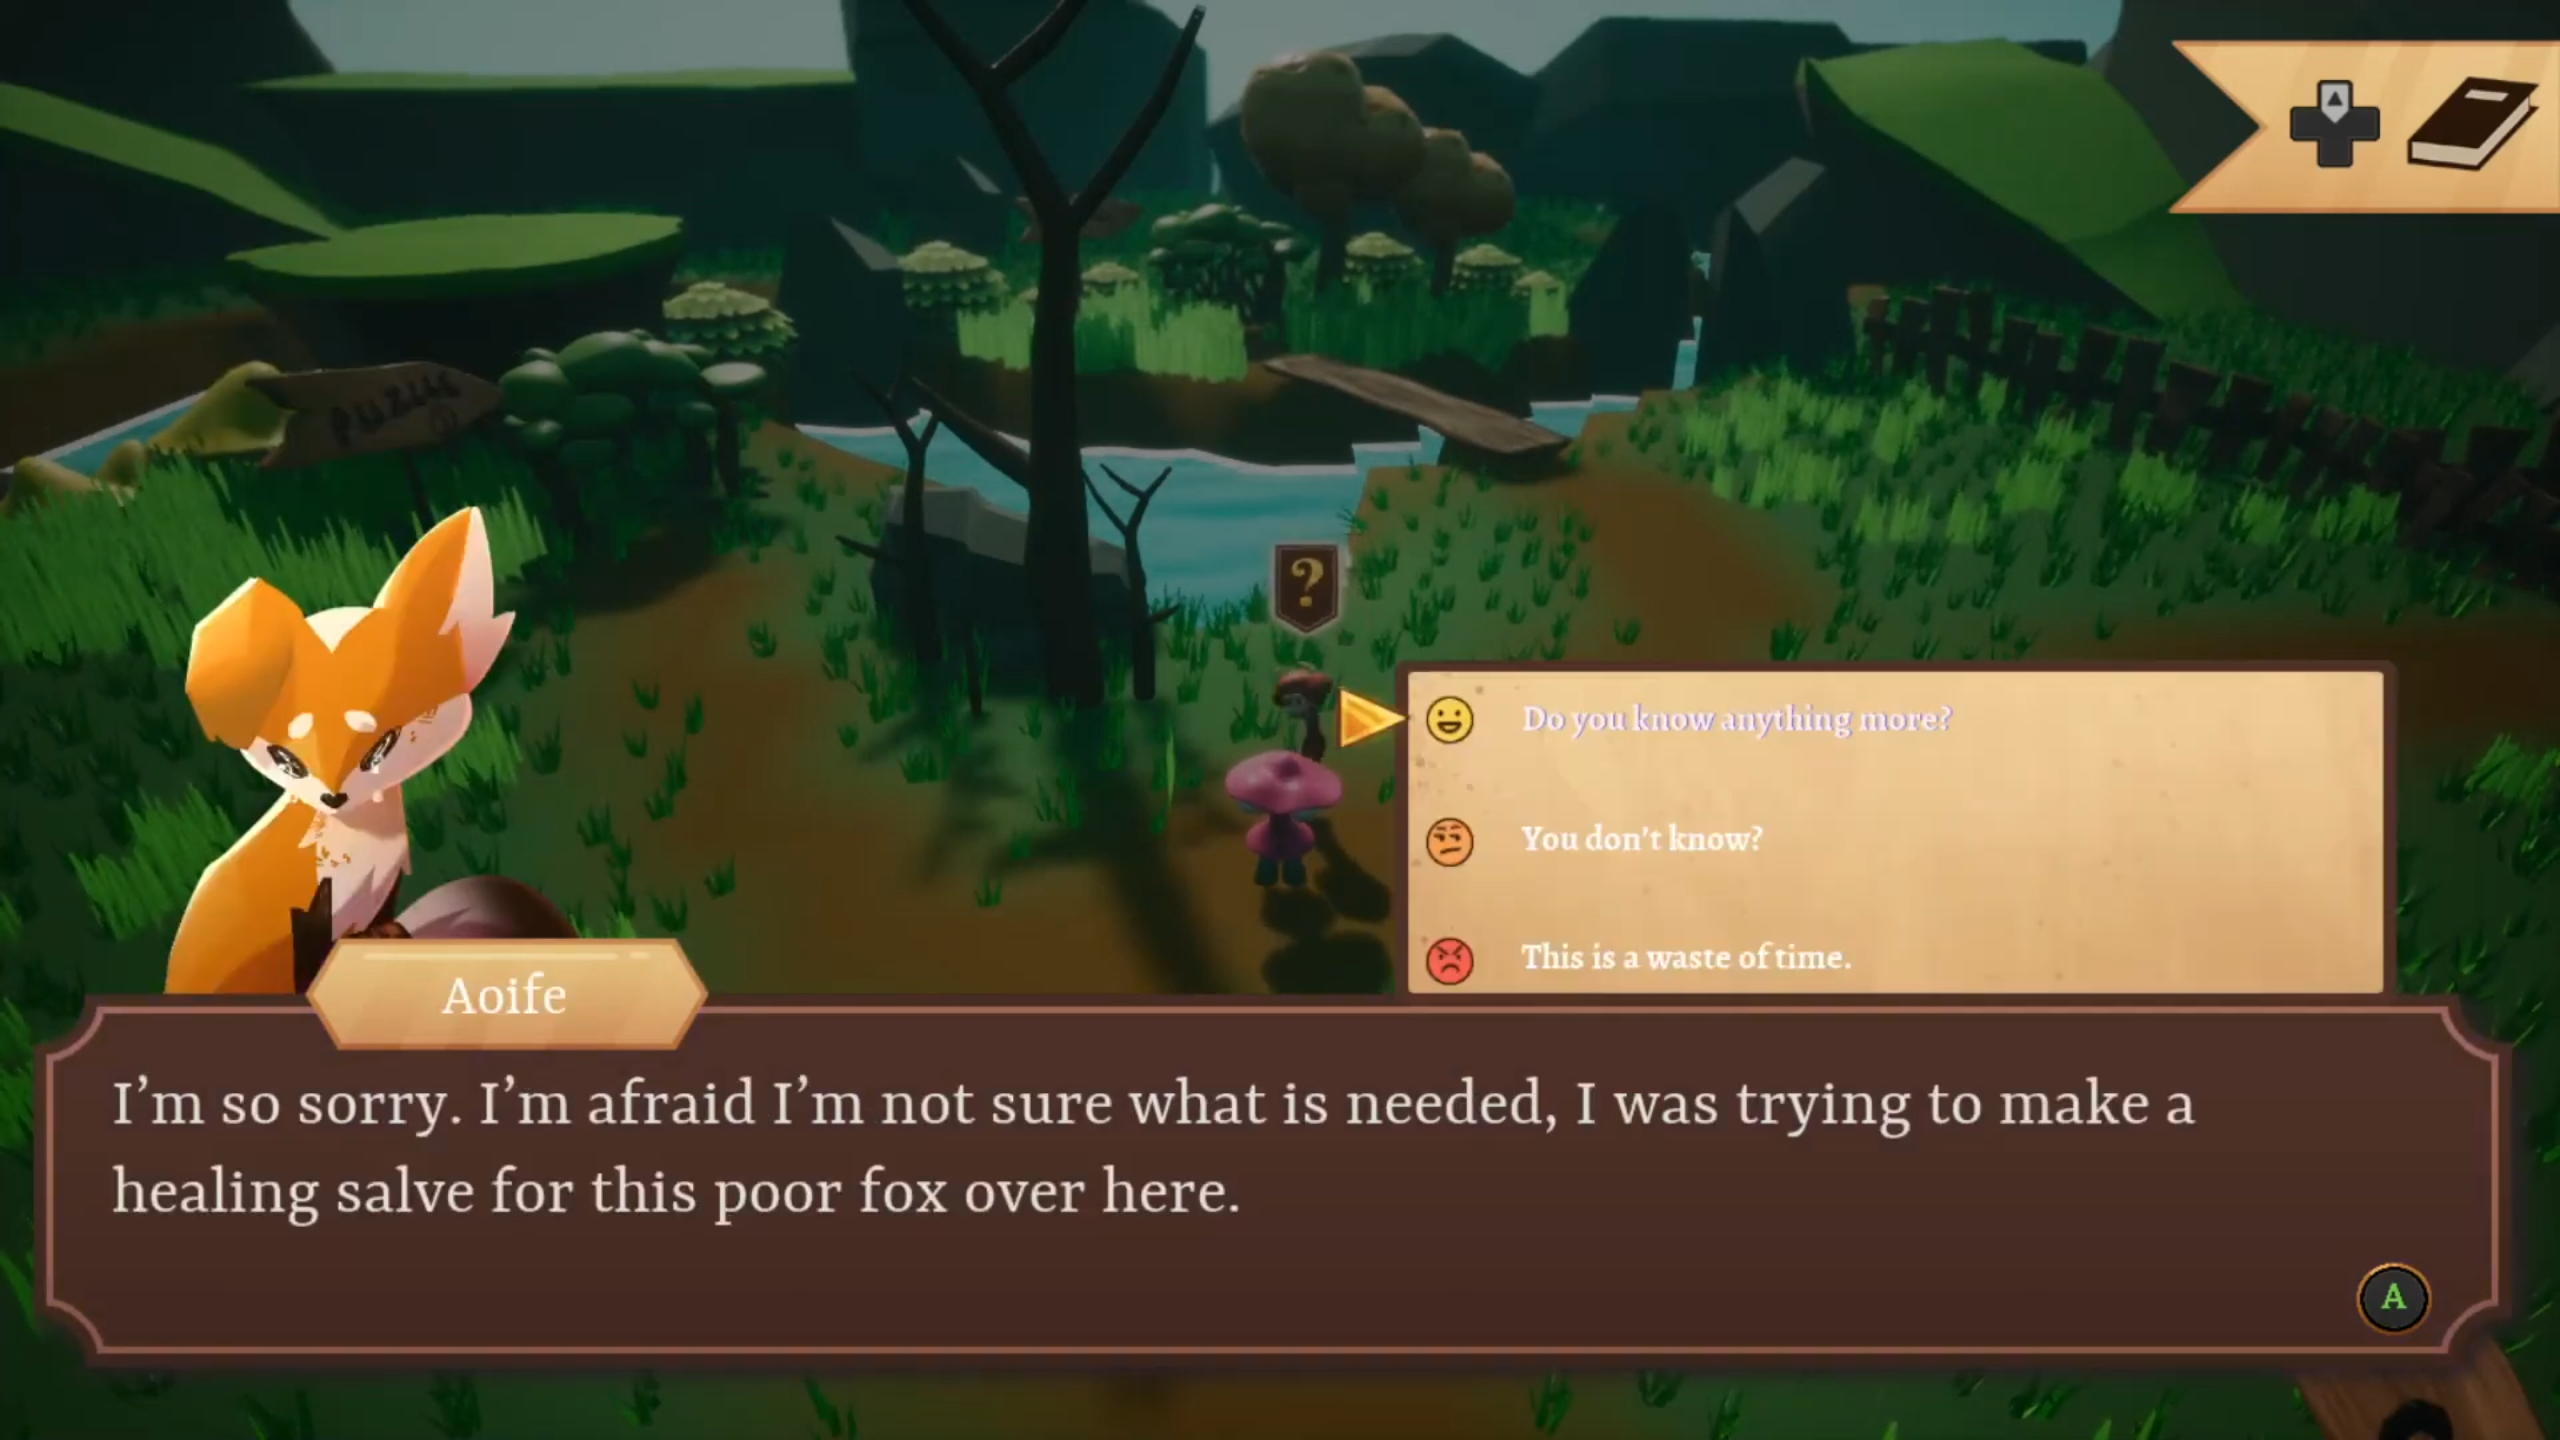 PUZZLE
?
Do you know anything more?
You don't know?
This is a waste of time.
Aoife
I'm so sorry. I'm afraid I'm not sure what is needed, I was trying to make a
healing salve for this poor fox over here.
A